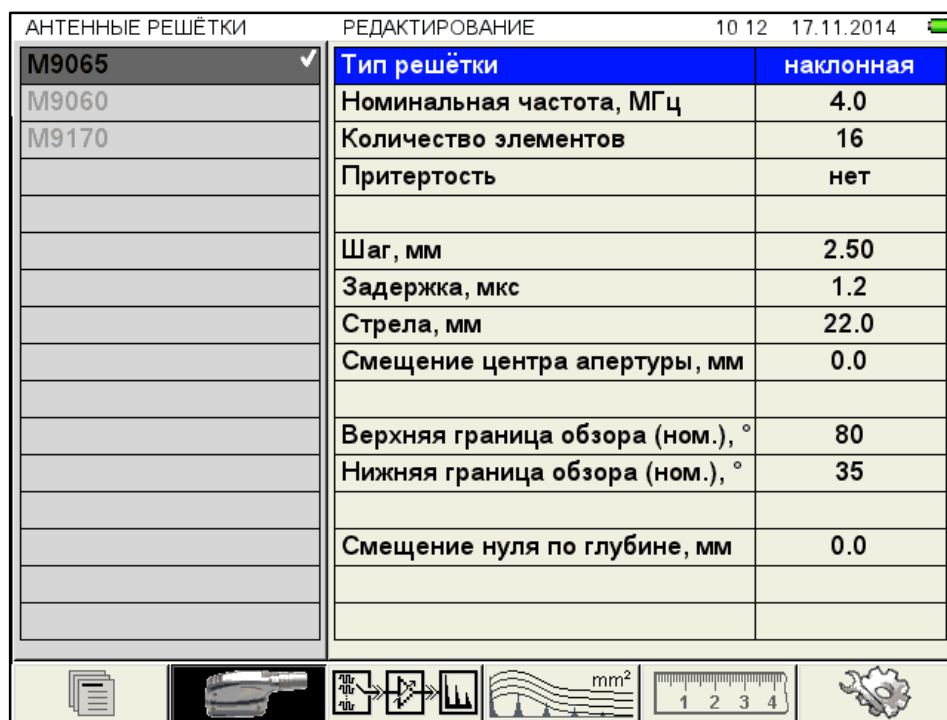 АНТЕННЫЕ РЕШЁТКИ
РЕДАКТИРОВАНИЕ 10 12 17.11.2014
M9065
M9060
M9170
Тип решётки наклонная
Номинальная частота, МГц 4.0
Количество элементов 16
Притертость нет
Шаг, мм 2.50
Задержка, мкс 1.2
Стрела, мм 22.0
Смещение центра апертуры, мм 0.0
Верхняя граница обзора (ном.), ° 80
Нижняя граница обзора (ном.), ° 35
Смещение нуля по глубине, мм 0.0
mm²
1 2 3 4